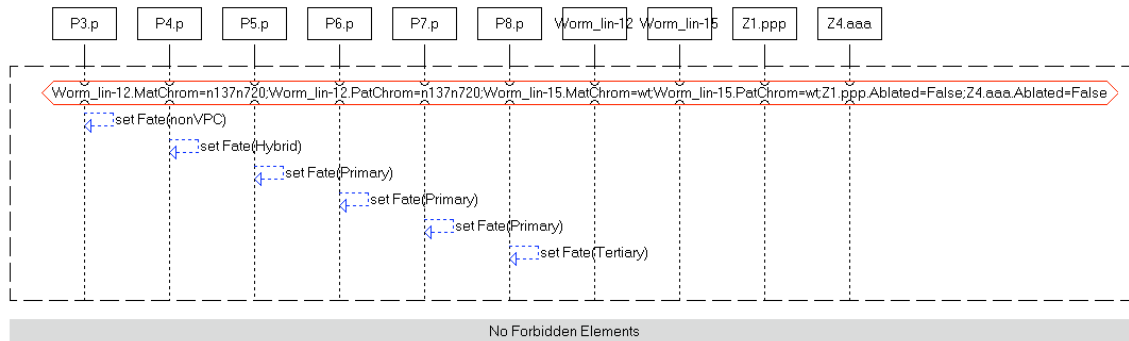 P3.p P4.p P5.p P6.p P7.p P8.p Worm_lin-12 Worm_lin-15 Z1.ppp Z4.aaa
Worm_lin-12.MatChrom=n137n720;Worm_lin-12.PatChrom=n137n720;Worm_lin-15.MatChrom=wt;Worm_lin-15.PatChrom=wt;Z1.ppp.Ablated=False;Z4.aaa.Ablated=False
set Fate(nonVPC)
set Fate(Hybrid)
set Fate(Primary)
set Fate(Primary)
set Fate(Primary)
set Fate(Tertiary)
No Forbidden Elements